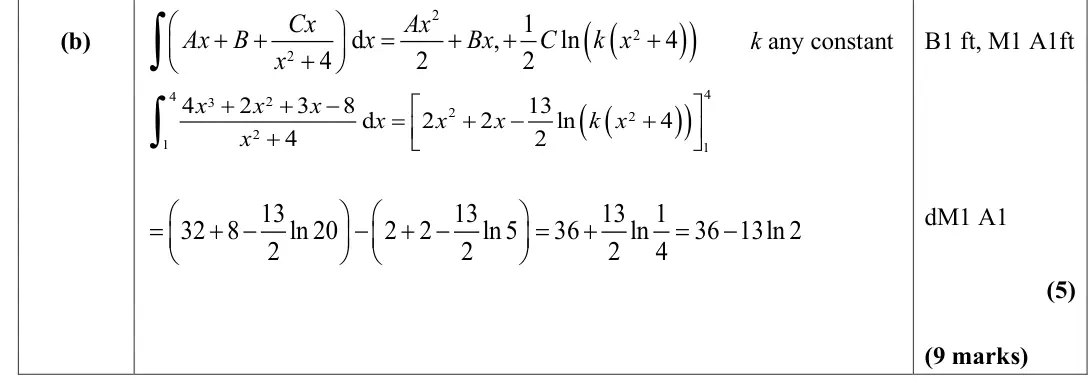 (b) ∫(Ax + B + Cx/(x² + 4)) dx = Ax²/2 + Bx, + 1/2 C ln(k(x² + 4)) k any constant B1 ft, M1 A1ft
∫₁⁴ (4x³ + 2x² + 3x − 8)/(x² + 4) dx = [2x² + 2x − 13/2 ln(k(x² + 4))]₁⁴
= (32 + 8 − 13/2 ln 20) − (2 + 2 − 13/2 ln 5) = 36 + 13/2 ln 1/4 = 36 − 13 ln 2 dM1 A1
(5)
(9 marks)